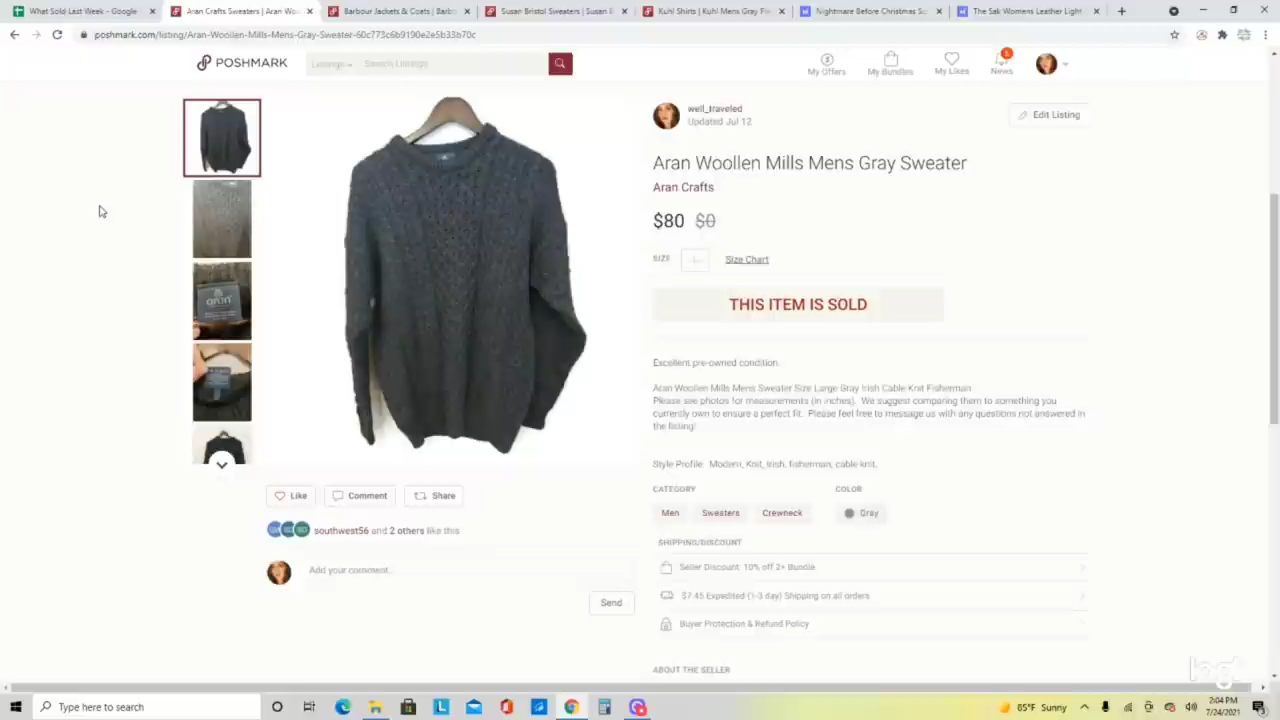 What Sold Last Week - Google
Aran Crafts Sweaters | Aran Wo
Barbour Jackets & Coats | Barbo
Susan Bristol Sweaters | Susan
Kuhl Shirts | Kuhl Mens Gray Fle
Nightmare Before Christmas So
The Sak Womens Leather Light
poshmark.com/listing/Aran-Woollen-Mills-Mens-Gray-Sweater-60c773c6b9190e2e5b33b70c
POSHMARK
Listings
Search Listings
My Offers
My Bundles
My Likes
News
well_traveled
Updated Jul 12
Edit Listing
Aran Woollen Mills Mens Gray Sweater
Aran Crafts
$80 $0
SIZE
L
Size Chart
THIS ITEM IS SOLD
Excellent pre-owned condition.
Aran Woollen Mills Mens Sweater Size Large Gray Irish Cable Knit Fisherman
Please see photos for measurements (in inches). We suggest comparing them to something you
currently own to ensure a perfect fit. Please feel free to message us with any questions not answered in
the listing!
Style Profile: Modern, Knit, Irish, fisherman, cable knit,
CATEGORY
COLOR
Men
Sweaters
Crewneck
Gray
SHIPPING/DISCOUNT
Seller Discount: 10% off 2+ Bundle
$7.45 Expedited (1-3 day) Shipping on all orders
Buyer Protection & Refund Policy
ABOUT THE SELLER
Like
Comment
Share
southwest56 and 2 others like this
Add your comment...
Send
aran
Type here to search
85°F Sunny
2:04 PM
7/24/2021